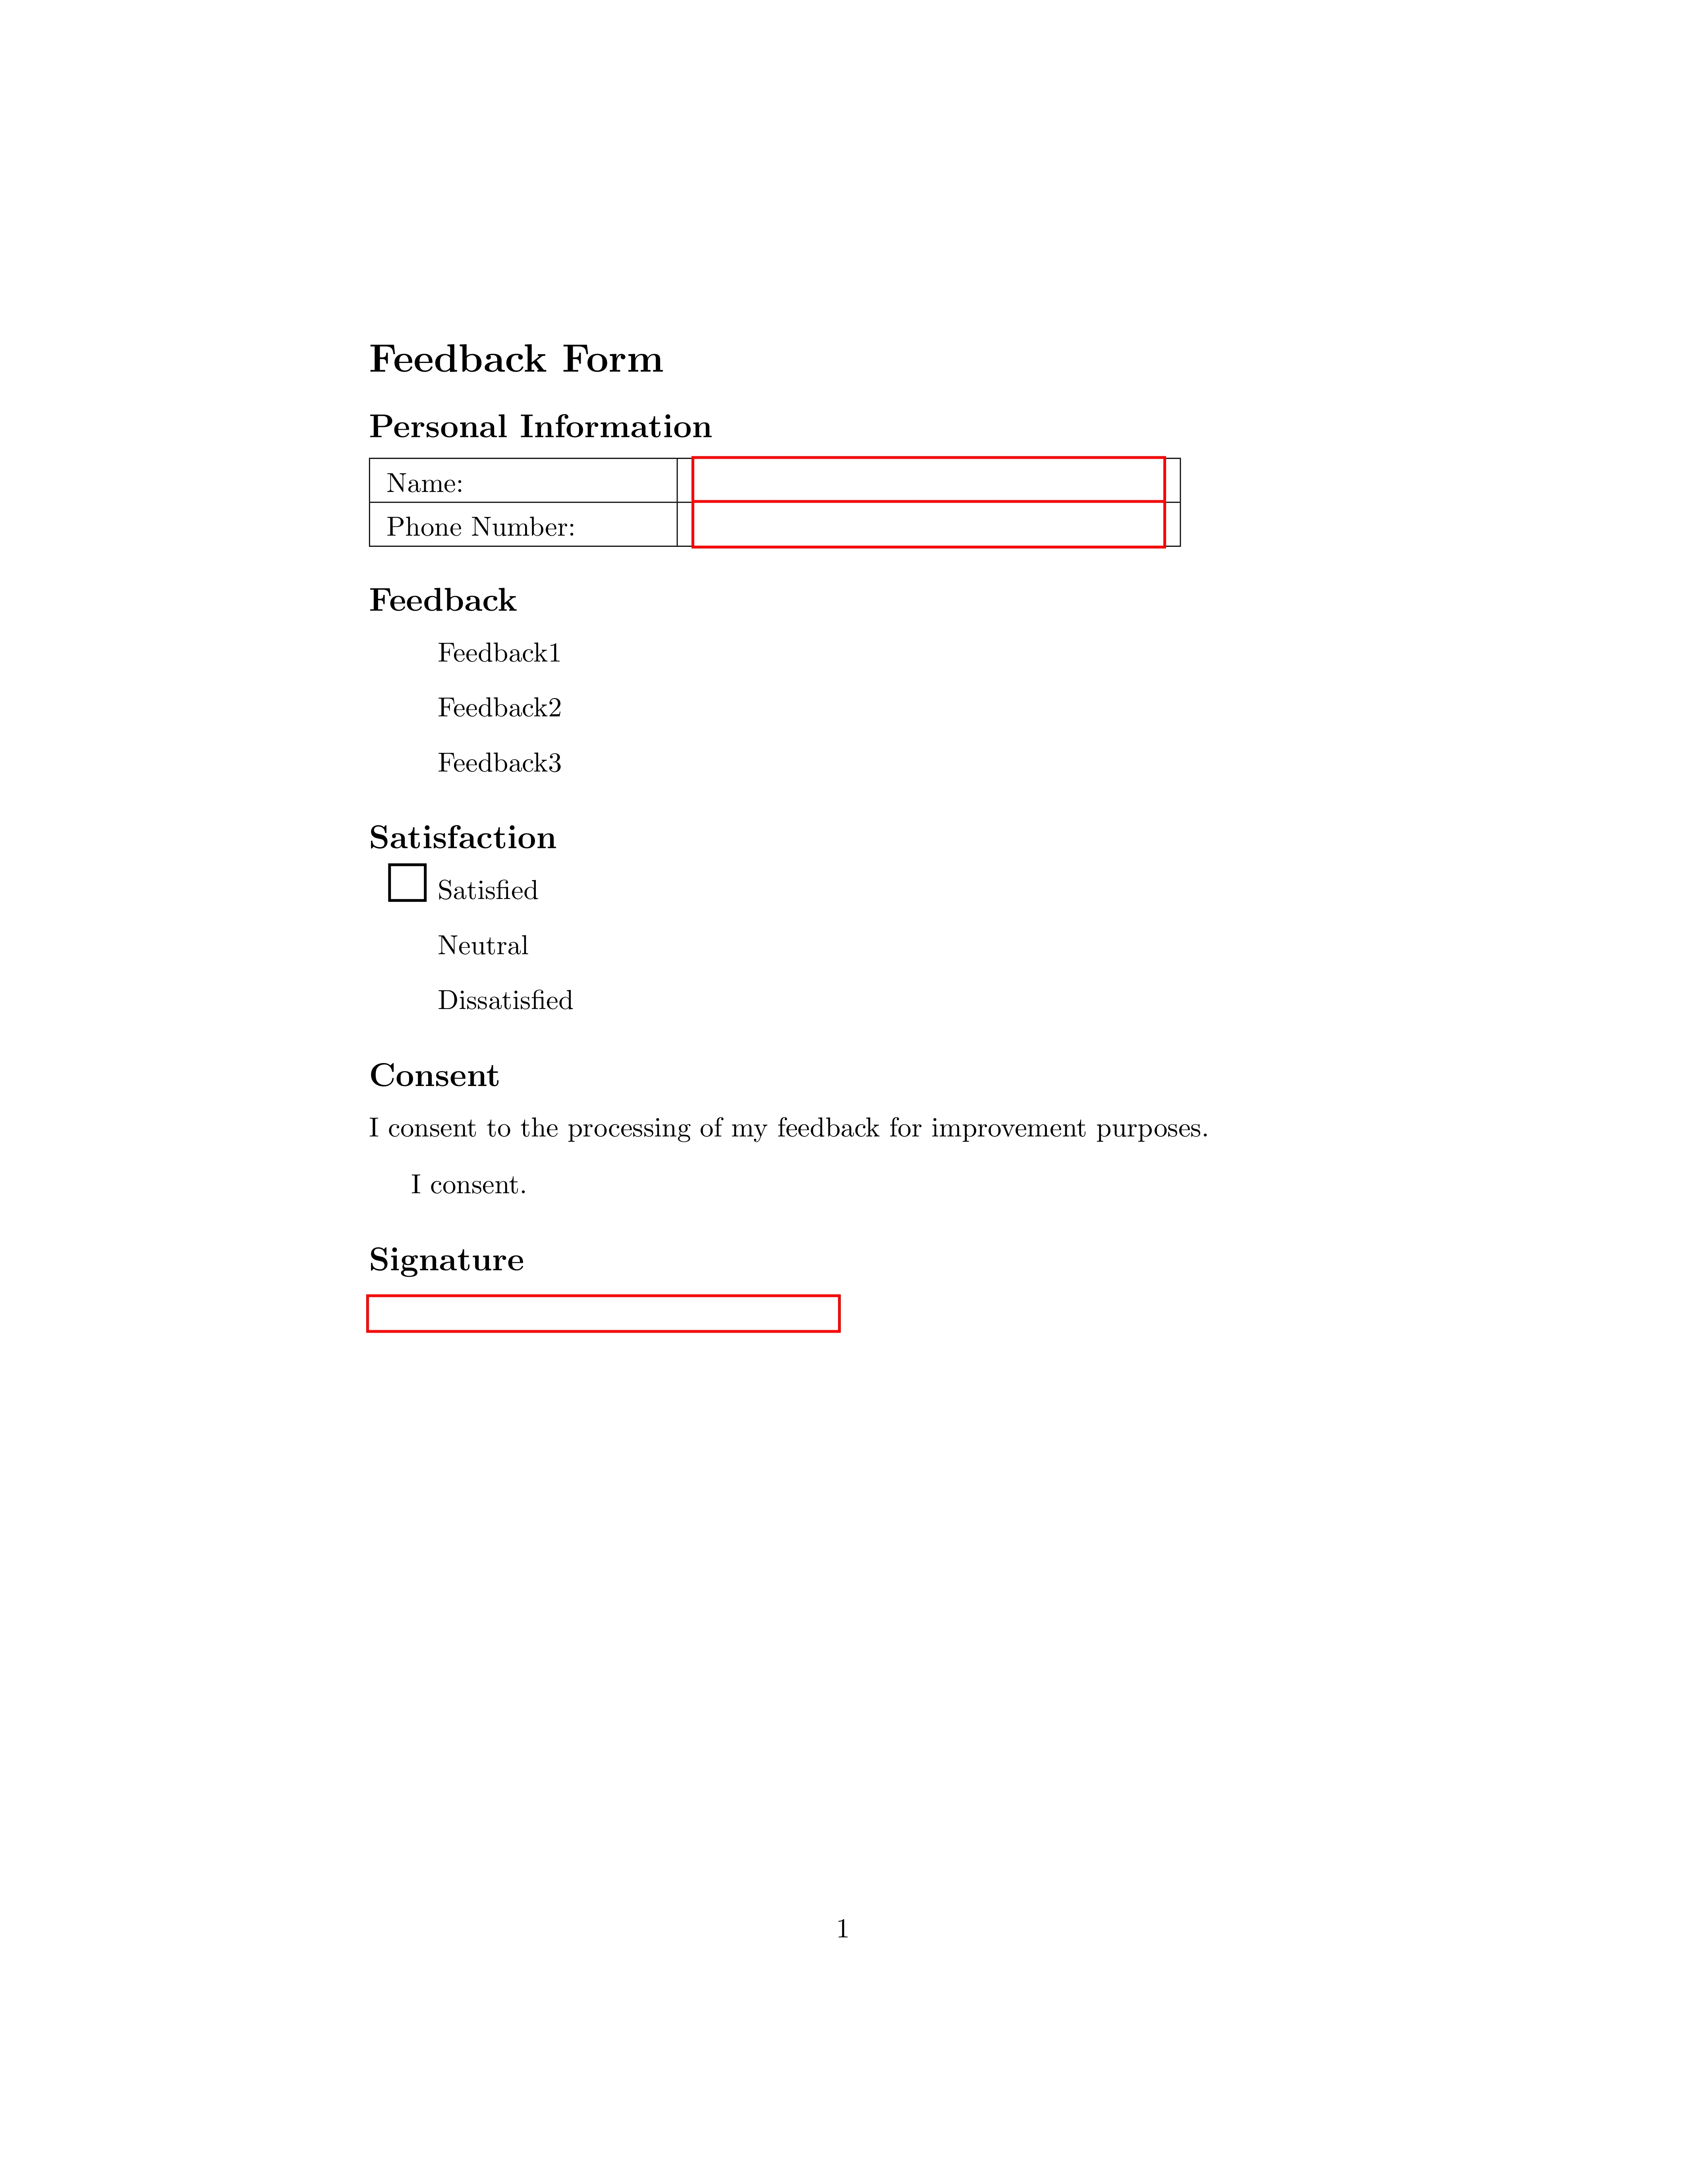 Feedback Form
Personal Information
Name:
Phone Number:
Feedback
Feedback1
Feedback2
Feedback3
Satisfaction
Satisfied
Neutral
Dissatisfied
Consent
I consent to the processing of my feedback for improvement purposes.
I consent.
Signature
1